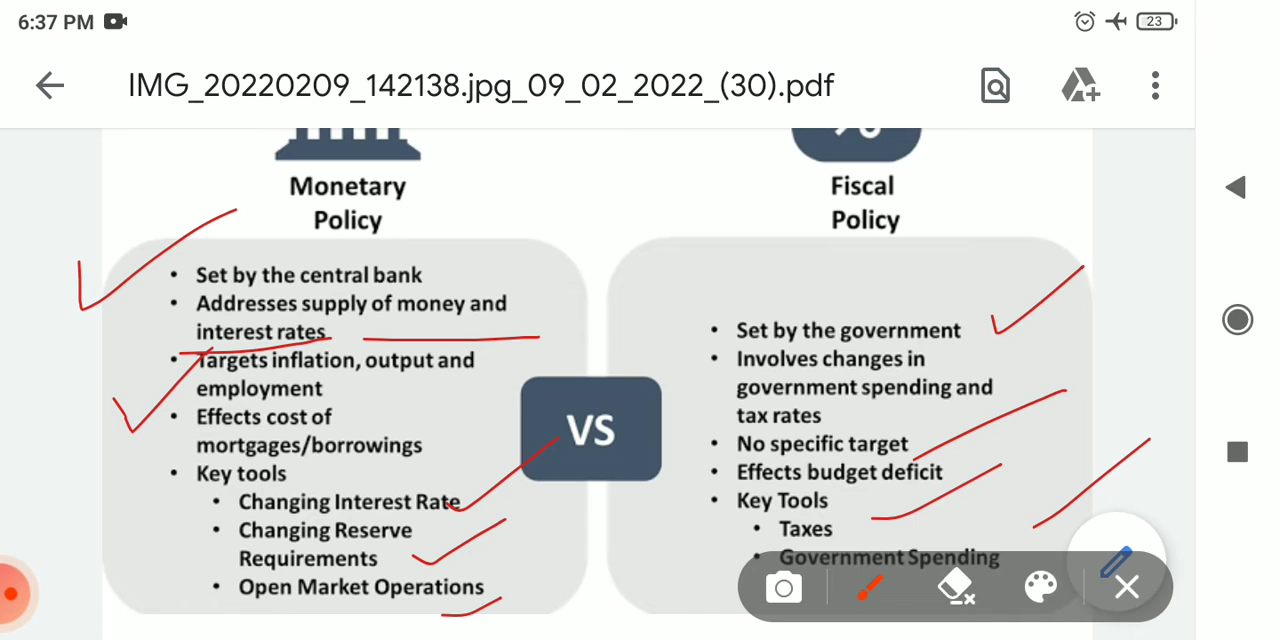 6:37 PM
23
IMG_20220209_142138.jpg_09_02_2022_(30).pdf
Monetary
Policy
• Set by the central bank
• Addresses supply of money and
interest rates
• Targets inflation, output and
employment
• Effects cost of
mortgages/borrowings
• Key tools
• Changing Interest Rate
• Changing Reserve
Requirements
• Open Market Operations
VS
Fiscal
Policy
• Set by the government
• Involves changes in
government spending and
tax rates
• No specific target
• Effects budget deficit
• Key Tools
• Taxes
• Government Spending